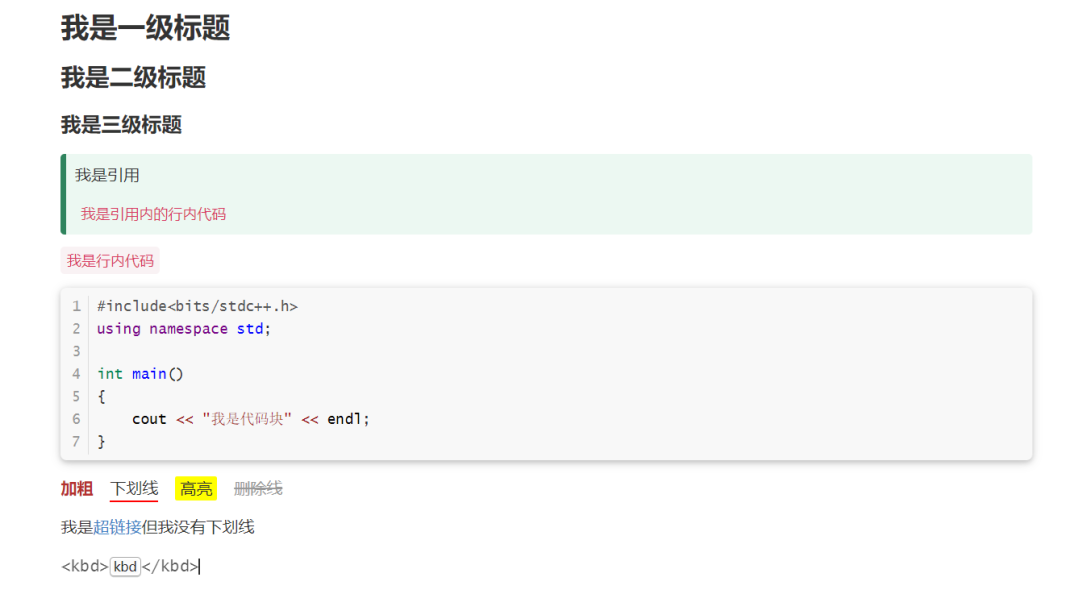 我是一级标题
我是二级标题
我是三级标题
我是引用
我是引用内的行内代码
我是行内代码
1 #include<bits/stdc++.h>
2 using namespace std;
3
4 int main()
5 {
6     cout << "我是代码块" << endl;
7 }
加粗 下划线 高亮 删除线
我是超链接但我没有下划线
<kbd>kbd</kbd>